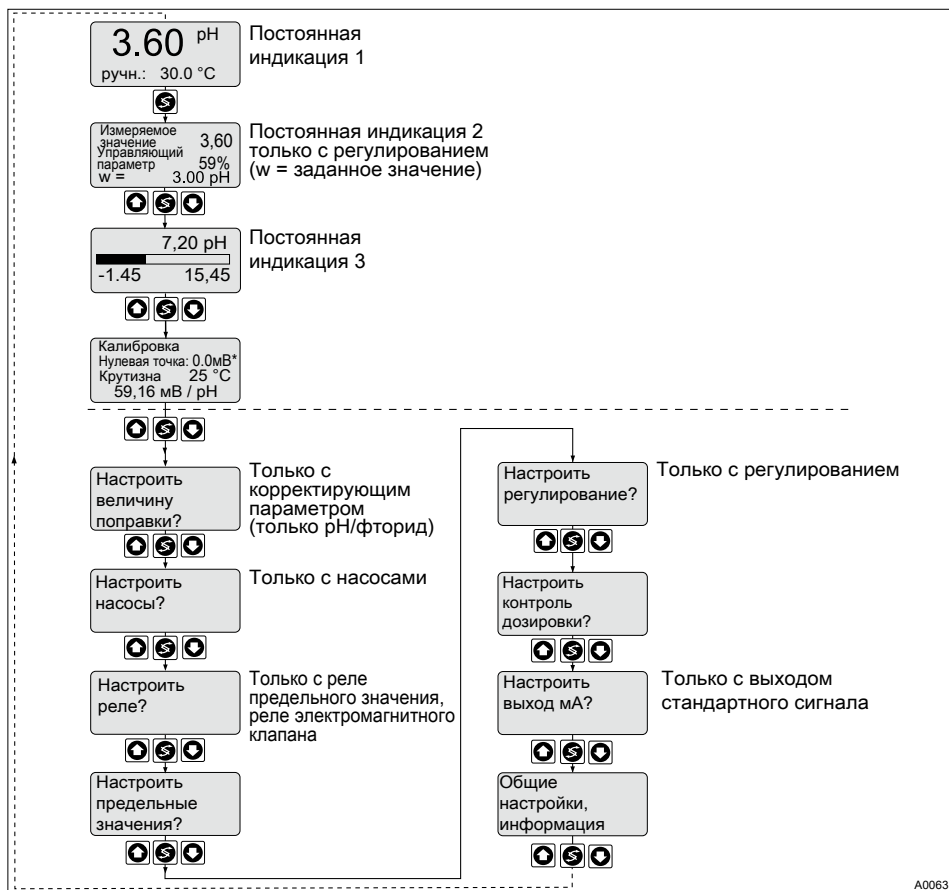 3.60 pH
ручн.: 30.0 °C
Постоянная
индикация 1
Измеряемое
значение 3,60
Управляющий
параметр 59%
w = 3.00 pH
Постоянная индикация 2
только с регулированием
(w = заданное значение)
7,20 pH
-1.45 15,45
Постоянная
индикация 3
Калибровка
Нулевая точка: 0.0мВ*
Крутизна 25 °C
59,16 мВ / pH
Настроить
величину
поправки?
Только с
корректирующим
параметром
(только pH/фторид)
Настроить
насосы?
Только с насосами
Настроить
реле?
Только с реле
предельного значения,
реле электромагнитного
клапана
Настроить
предельные
значения?
Настроить
регулирование?
Только с регулированием
Настроить
контроль
дозировки?
Настроить
выход мА?
Только с выходом
стандартного сигнала
Общие
настройки,
информация
A0063